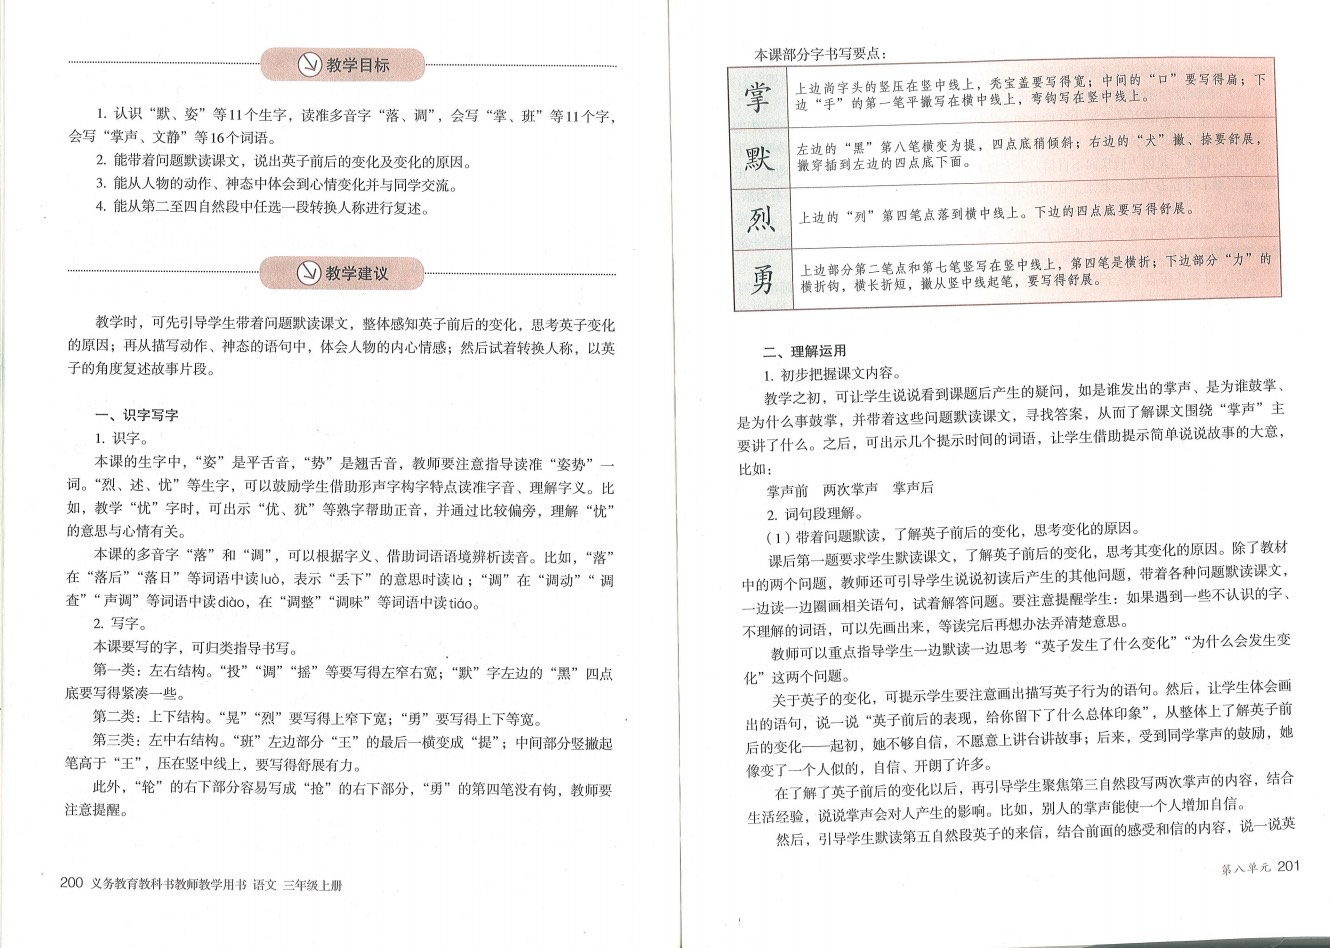 教学目标
1. 认识“默、姿”等11个生字，读准多音字“落、调”，会写“掌、班”等11个字，
会写“掌声、文静”等16个词语。
2. 能带着问题默读课文，说出英子前后的变化及变化的原因。
3. 能从人物的动作、神态中体会到心情变化并与同学交流。
4. 能从第二至四自然段中任选一段转换人称进行复述。
教学建议
教学时，可先引导学生带着问题默读课文，整体感知英子前后的变化，思考英子变化
的原因；再从描写动作、神态的语句中，体会人物的内心情感；然后试着转换人称，以英
子的角度复述故事片段。
一、识字写字
1. 识字。
本课的生字中，“姿”是平舌音，“势”是翘舌音，教师要注意指导读准“姿势”一
词。“烈、述、忧”等生字，可以鼓励学生借助形声字构字特点读准字音、理解字义。比
如，教学“忧”字时，可出示“优、犹”等熟字帮助正音，并通过比较偏旁，理解“忧”
的意思与心情有关。
本课的多音字“落”和“调”，可以根据字义、借助词语语境辨析读音。比如，“落”
在“落后”“落日”等词语中读luò，表示“丢下”的意思时读là；“调”在“调动”“调
查”“声调”等词语中读diào，在“调整”“调味”等词语中读tiáo。
2. 写字。
本课要写的字，可归类指导书写。
第一类：左右结构。“投”“调”“摇”等要写得左窄右宽；“默”字左边的“黑”四点
底要写得紧凑一些。
第二类：上下结构。“晃”“烈”要写得上窄下宽；“勇”要写得上下等宽。
第三类：左中右结构。“班”左边部分“王”的最后一横变成“提”；中间部分竖撇起
笔高于“王”，压在竖中线上，要写得舒展有力。
此外，“轮”的右下部分容易写成“抢”的右下部分，“勇”的第四笔没有钩，教师要
注意提醒。
200 义务教育教科书教师教学用书 语文 三年级上册
本课部分字书写要点：
掌
上边尚字头的竖压在竖中线上，秃宝盖要写得宽；中间的“口”要写得扁；下
边“手”的第一笔平撇写在横中线上，弯钩写在竖中线上。
默
左边的“黑”第八笔横变为提，四点底稍倾斜；右边的“犬”撇、捺要舒展，
撇穿插到左边的四点底下面。
烈
上边的“列”第四笔点落到横中线上。下边的四点底要写得舒展。
勇
上边部分第二笔点和第七笔竖写在竖中线上，第四笔是横折；下边部分“力”的
横折钩，横长折短，撇从竖中线起笔，要写得舒展。
二、理解运用
1. 初步把握课文内容。
教学之初，可让学生说说看到课题后产生的疑问，如是谁发出的掌声、是为谁鼓掌、
是为什么事鼓掌，并带着这些问题默读课文，寻找答案，从而了解课文围绕“掌声”主
要讲了什么。之后，可出示几个提示时间的词语，让学生借助提示简单说说故事的大意，
比如：
掌声前 两次掌声 掌声后
2. 词句段理解。
（1）带着问题默读，了解英子前后的变化，思考变化的原因。
课后第一题要求学生默读课文，了解英子前后的变化，思考其变化的原因。除了教材
中的两个问题，教师还可引导学生说说初读后产生的其他问题，带着各种问题默读课文，
一边读一边圈画相关语句，试着解答问题。要注意提醒学生：如果遇到一些不认识的字、
不理解的词语，可以先画出来，等读完后再想办法弄清楚意思。
教师可以重点指导学生一边默读一边思考“英子发生了什么变化”“为什么会发生变
化”这两个问题。
关于英子的变化，可提示学生要注意画出描写英子行为的语句。然后，让学生体会画
出的语句，说一说“英子前后的表现，给你留下了什么总体印象”，从整体上了解英子前
后的变化——起初，她不够自信，不愿意上讲台讲故事；后来，受到同学掌声的鼓励，她
像变了一个人似的，自信、开朗了许多。
在了解了英子前后的变化以后，再引导学生聚焦第三自然段写两次掌声的内容，结合
生活经验，说说掌声会对人产生的影响。比如，别人的掌声能使一个人增加自信。
然后，引导学生默读第五自然段英子的来信，结合前面的感受和信的内容，说一说英
第八单元 201